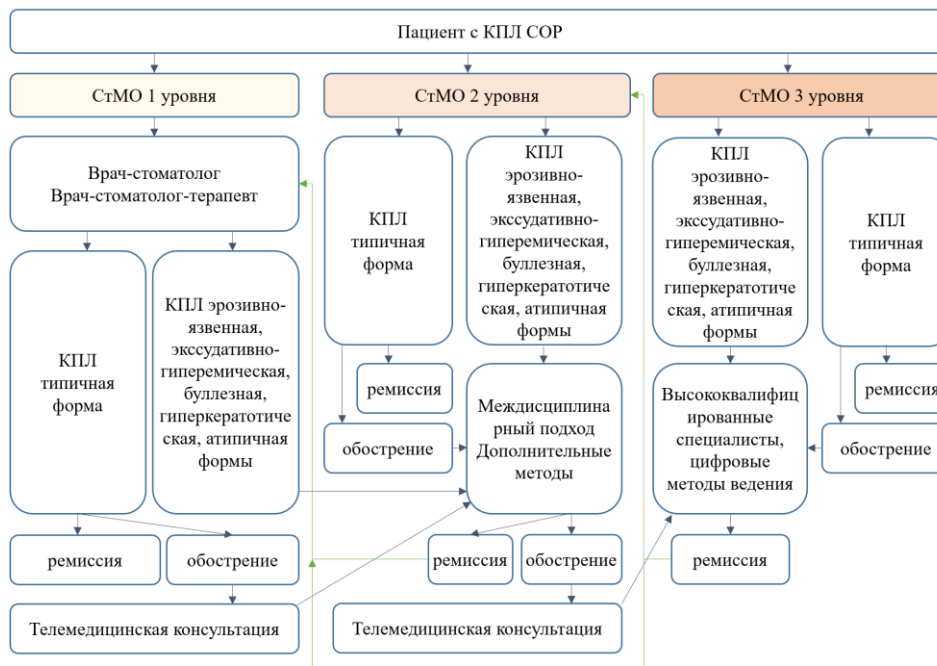 Пациент с КПЛ СОР
СтМО 1 уровня
СтМО 2 уровня
СтМО 3 уровня
Врач-стоматолог
Врач-стоматолог-терапевт
КПЛ
типичная
форма
КПЛ эрозивно-
язвенная,
экссудативно-
гиперемическая,
буллезная,
гиперкератотиче
ская, атипичная
формы
ремиссия
обострение
Телемедицинская консультация
КПЛ
типичная
форма
КПЛ
эрозивно-
язвенная,
экссудативно-
гиперемическая,
буллезная,
гиперкератотиче
ская, атипичная
формы
ремиссия
обострение
Междисциплина
рный подход
Дополнительные
методы
ремиссия
обострение
Телемедицинская консультация
КПЛ
эрозивно-
язвенная,
экссудативно-
гиперемическая,
буллезная,
гиперкератотиче
ская, атипичная
формы
КПЛ
типичная
форма
ремиссия
обострение
Высококвалифиц
ированные
специалисты,
цифровые
методы ведения
ремиссия